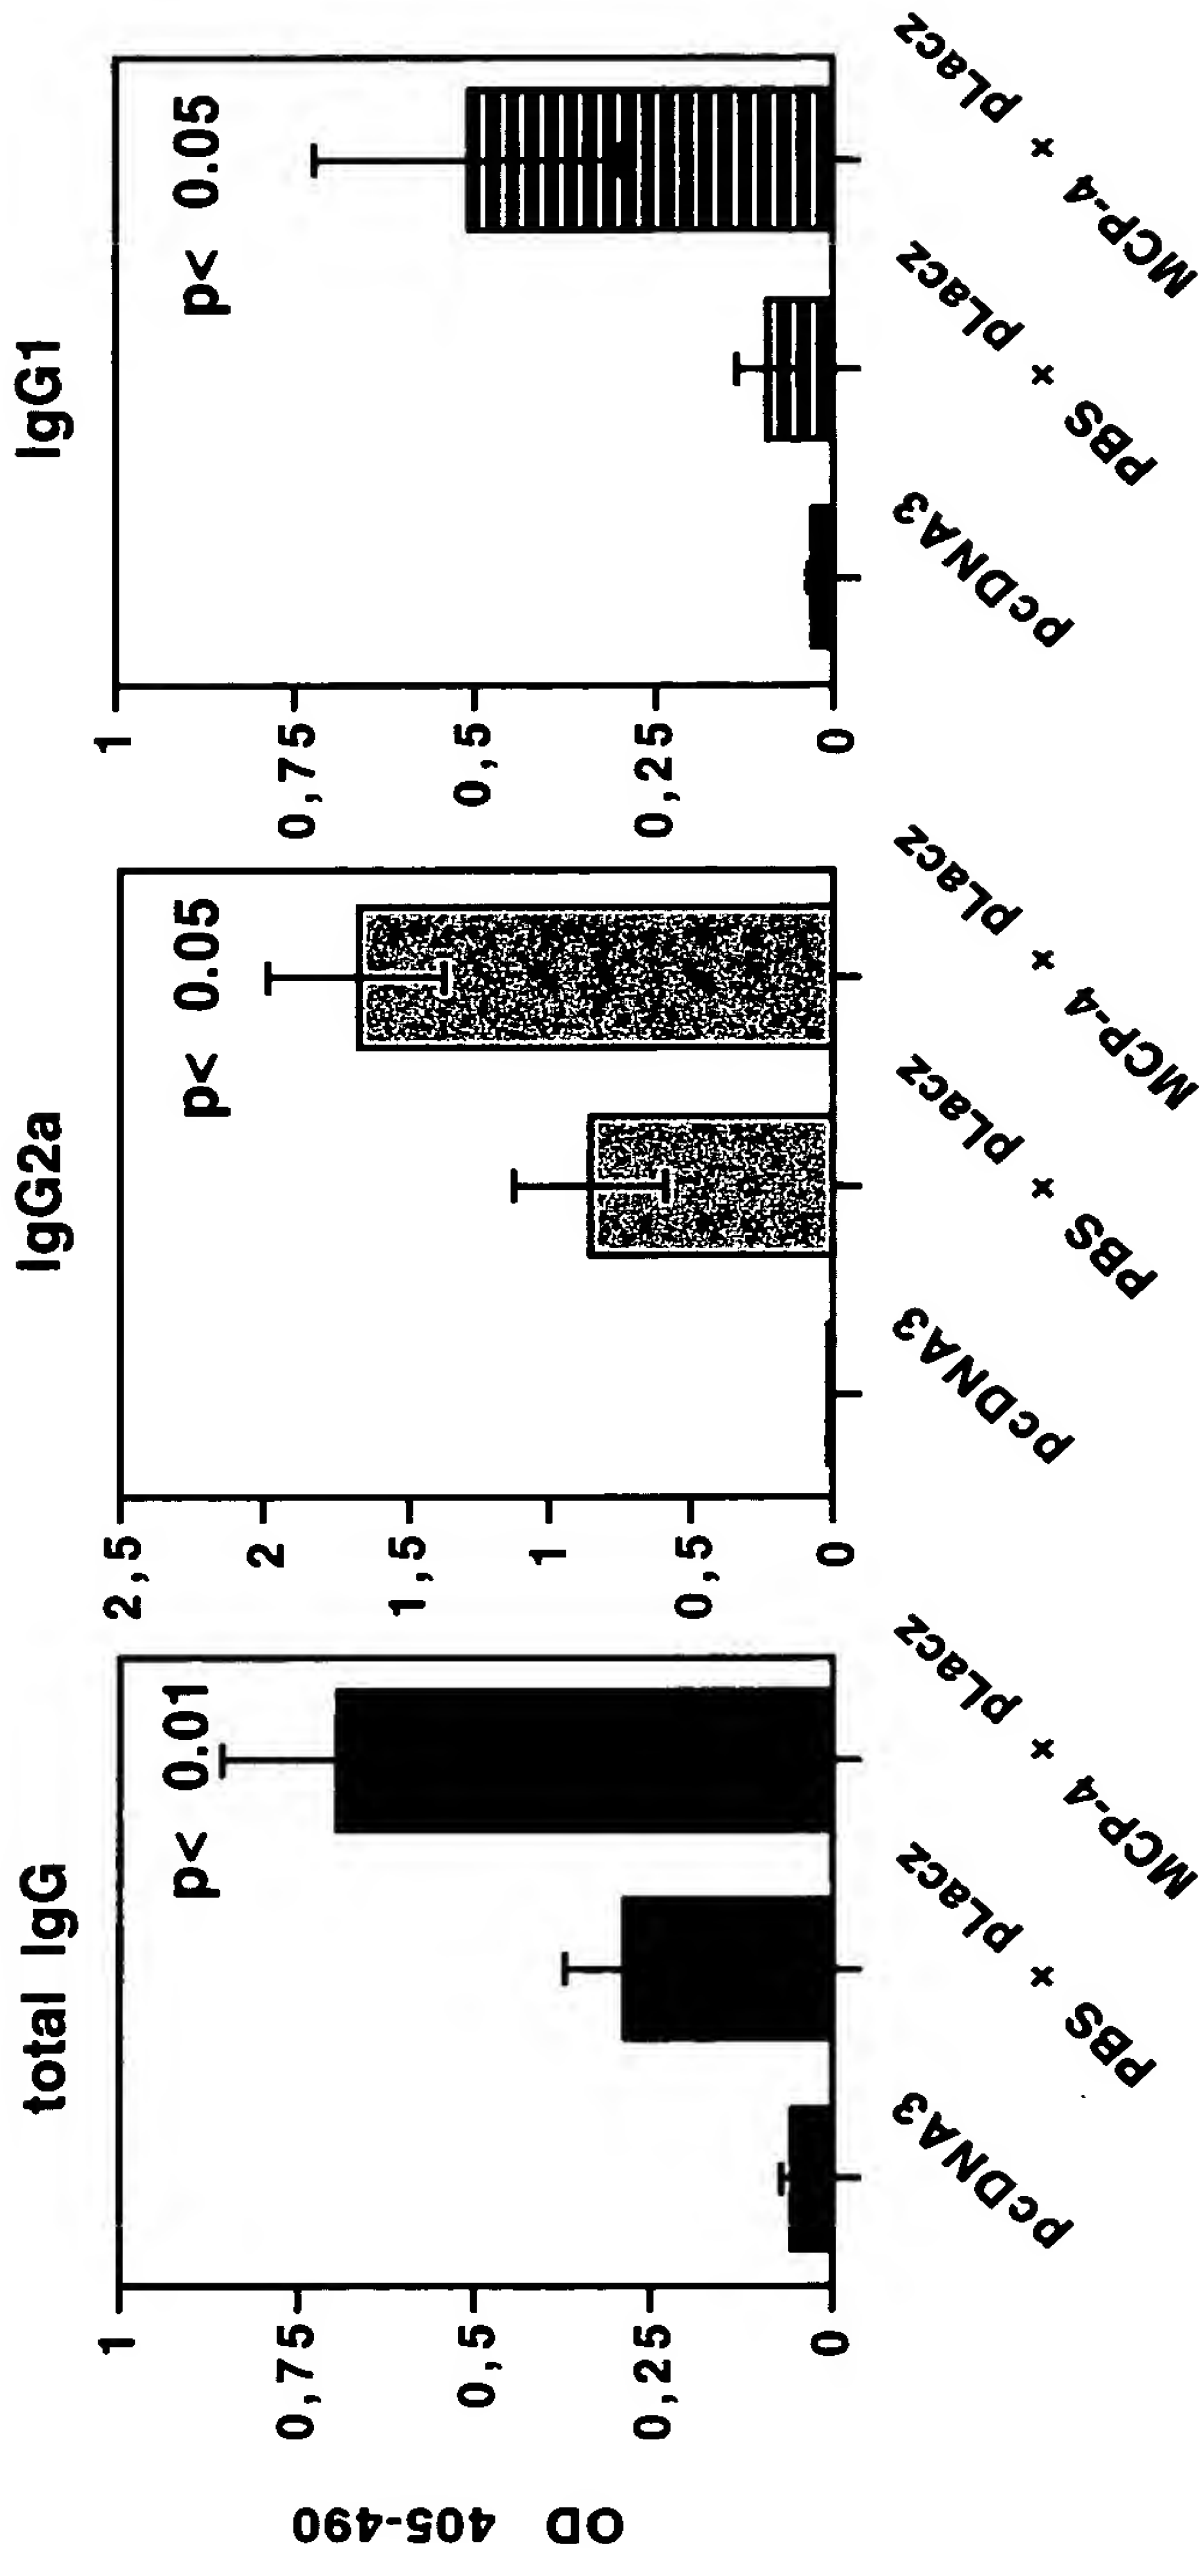 OD 405-490
total IgG
1
0,75
0,5
0,25
0
p< 0.01
pcDNA3
PBS + pLacz
MCP-4 + pLacz
IgG2a
2,5
2
1,5
1
0,5
0
p< 0.05
pcDNA3
PBS + pLacz
MCP-4 + pLacz
IgG1
1
0,75
0,5
0,25
0
p< 0.05
pcDNA3
PBS + pLacz
MCP-4 + pLacz